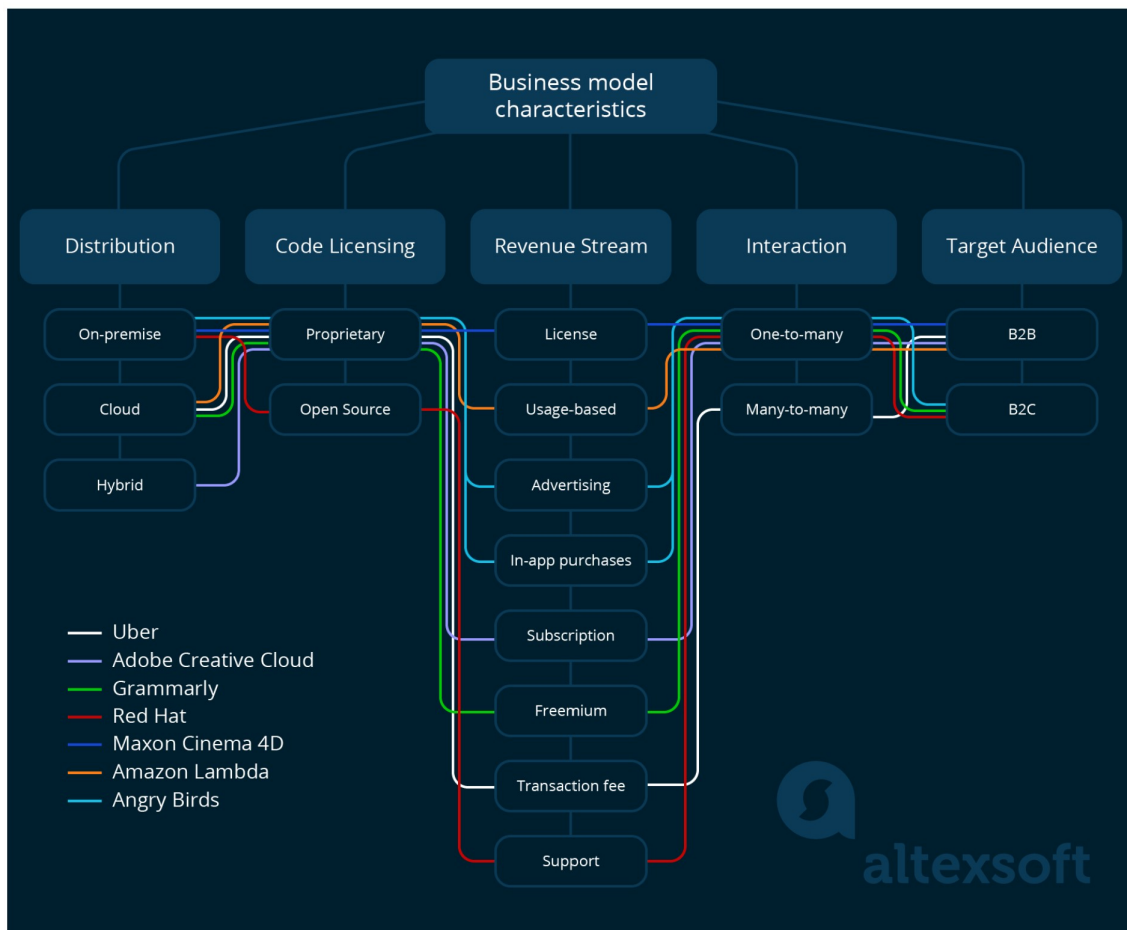 Business model
characteristics
Distribution
Code Licensing
Revenue Stream
Interaction
Target Audience
On-premise
Proprietary
License
One-to-many
B2B
Cloud
Open Source
Usage-based
Many-to-many
B2C
Hybrid
Advertising
In-app purchases
Subscription
Freemium
Transaction fee
Support
Uber
Adobe Creative Cloud
Grammarly
Red Hat
Maxon Cinema 4D
Amazon Lambda
Angry Birds
altexsoft